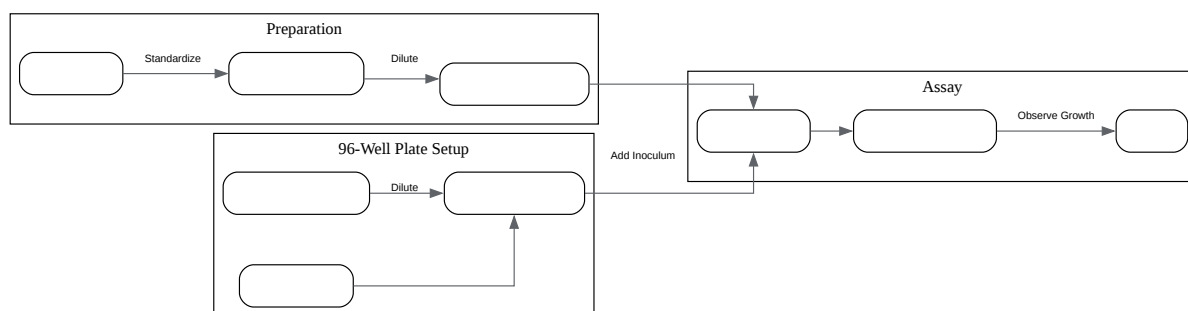 Preparation
Standardize
Dilute
Assay
Observe Growth
96-Well Plate Setup
Add Inoculum
Dilute